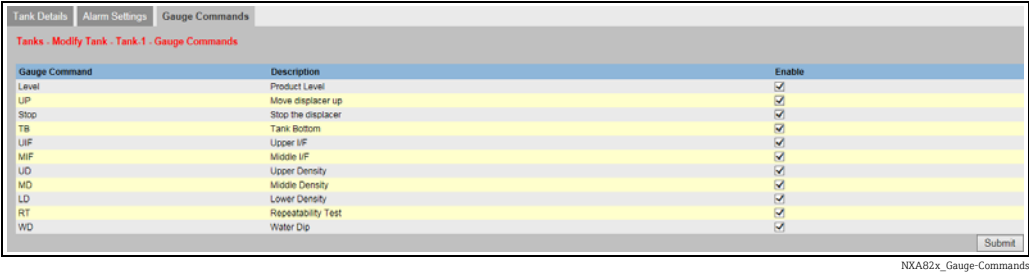 Tank Details Alarm Settings Gauge Commands
Tanks - Modify Tank - Tank-1 - Gauge Commands
Gauge Command Description Enable
Level Product Level
UP Move displacer up
Stop Stop the displacer
TB Tank Bottom
UIF Upper I/F
MIF Middle I/F
UD Upper Density
MD Middle Density
LD Lower Density
RT Repeatability Test
WD Water Dip
Submit
NXA82x_Gauge-Commands